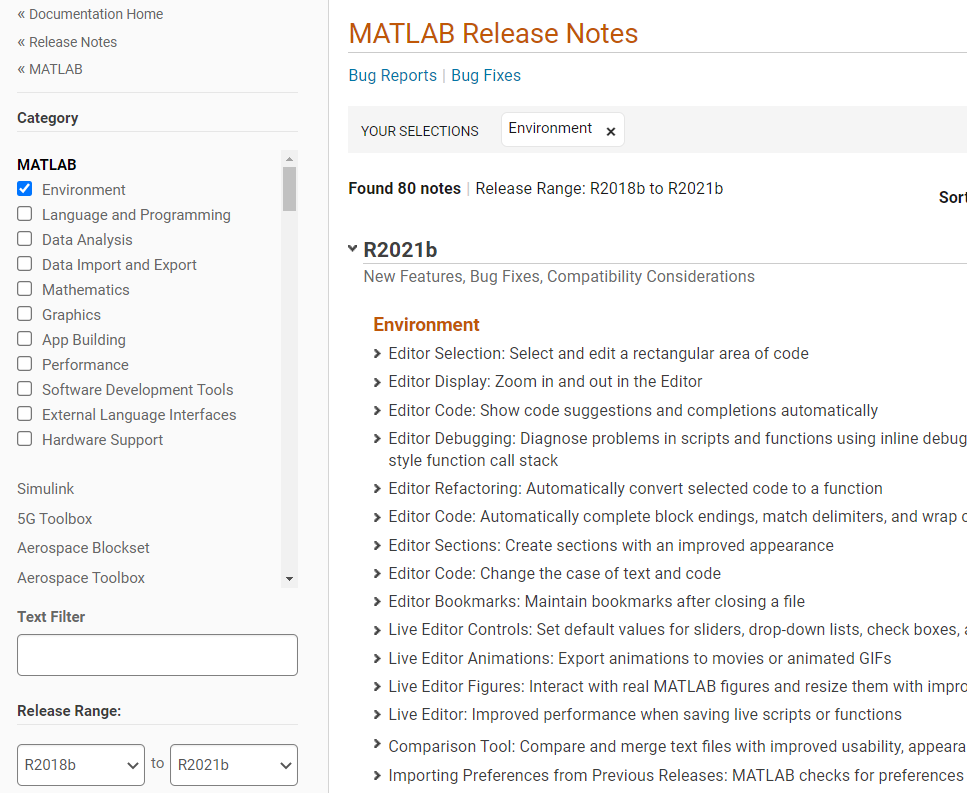 « Documentation Home
« Release Notes
« MATLAB
Category
MATLAB
Environment
Language and Programming
Data Analysis
Data Import and Export
Mathematics
Graphics
App Building
Performance
Software Development Tools
External Language Interfaces
Hardware Support
Simulink
5G Toolbox
Aerospace Blockset
Aerospace Toolbox
Text Filter
Release Range:
R2018b to R2021b
MATLAB Release Notes
Bug Reports | Bug Fixes
YOUR SELECTIONS Environment ×
Found 80 notes | Release Range: R2018b to R2021b
Sort
R2021b
New Features, Bug Fixes, Compatibility Considerations
Environment
Editor Selection: Select and edit a rectangular area of code
Editor Display: Zoom in and out in the Editor
Editor Code: Show code suggestions and completions automatically
Editor Debugging: Diagnose problems in scripts and functions using inline debug
style function call stack
Editor Refactoring: Automatically convert selected code to a function
Editor Code: Automatically complete block endings, match delimiters, and wrap
Editor Sections: Create sections with an improved appearance
Editor Code: Change the case of text and code
Editor Bookmarks: Maintain bookmarks after closing a file
Live Editor Controls: Set default values for sliders, drop-down lists, check boxes,
Live Editor Animations: Export animations to movies or animated GIFs
Live Editor Figures: Interact with real MATLAB figures and resize them with impro
Live Editor: Improved performance when saving live scripts or functions
Comparison Tool: Compare and merge text files with improved usability, appeara
Importing Preferences from Previous Releases: MATLAB checks for preferences